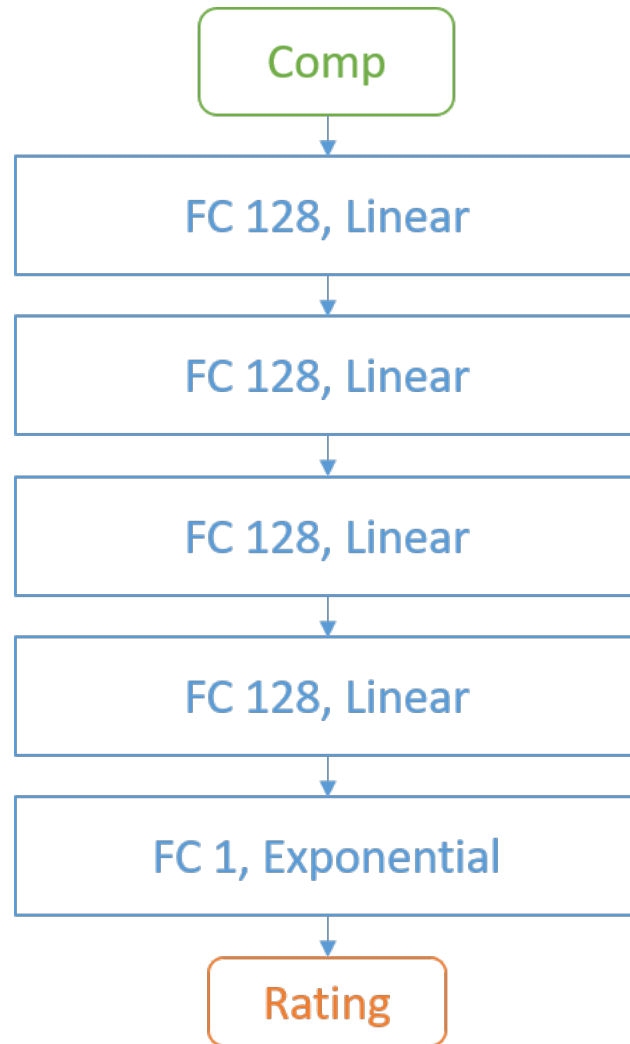 Comp
FC 128, Linear
FC 128, Linear
FC 128, Linear
FC 128, Linear
FC 1, Exponential
Rating